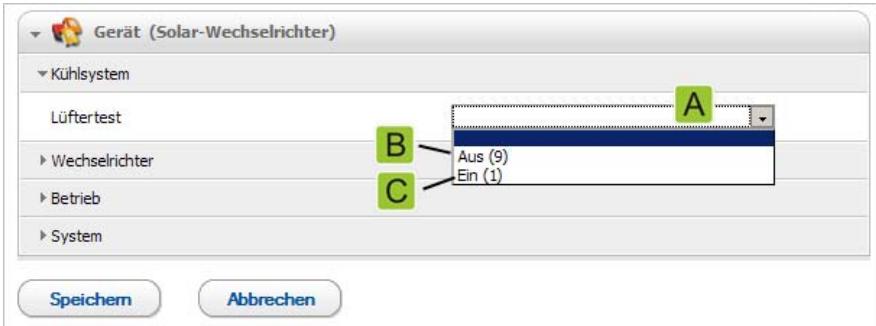 Gerät (Solar-Wechselrichter)
Kühlsystem
Lüftertest
A
B
Aus (9)
C
Ein (1)
Wechselrichter
Betrieb
System
Speichern
Abbrechen